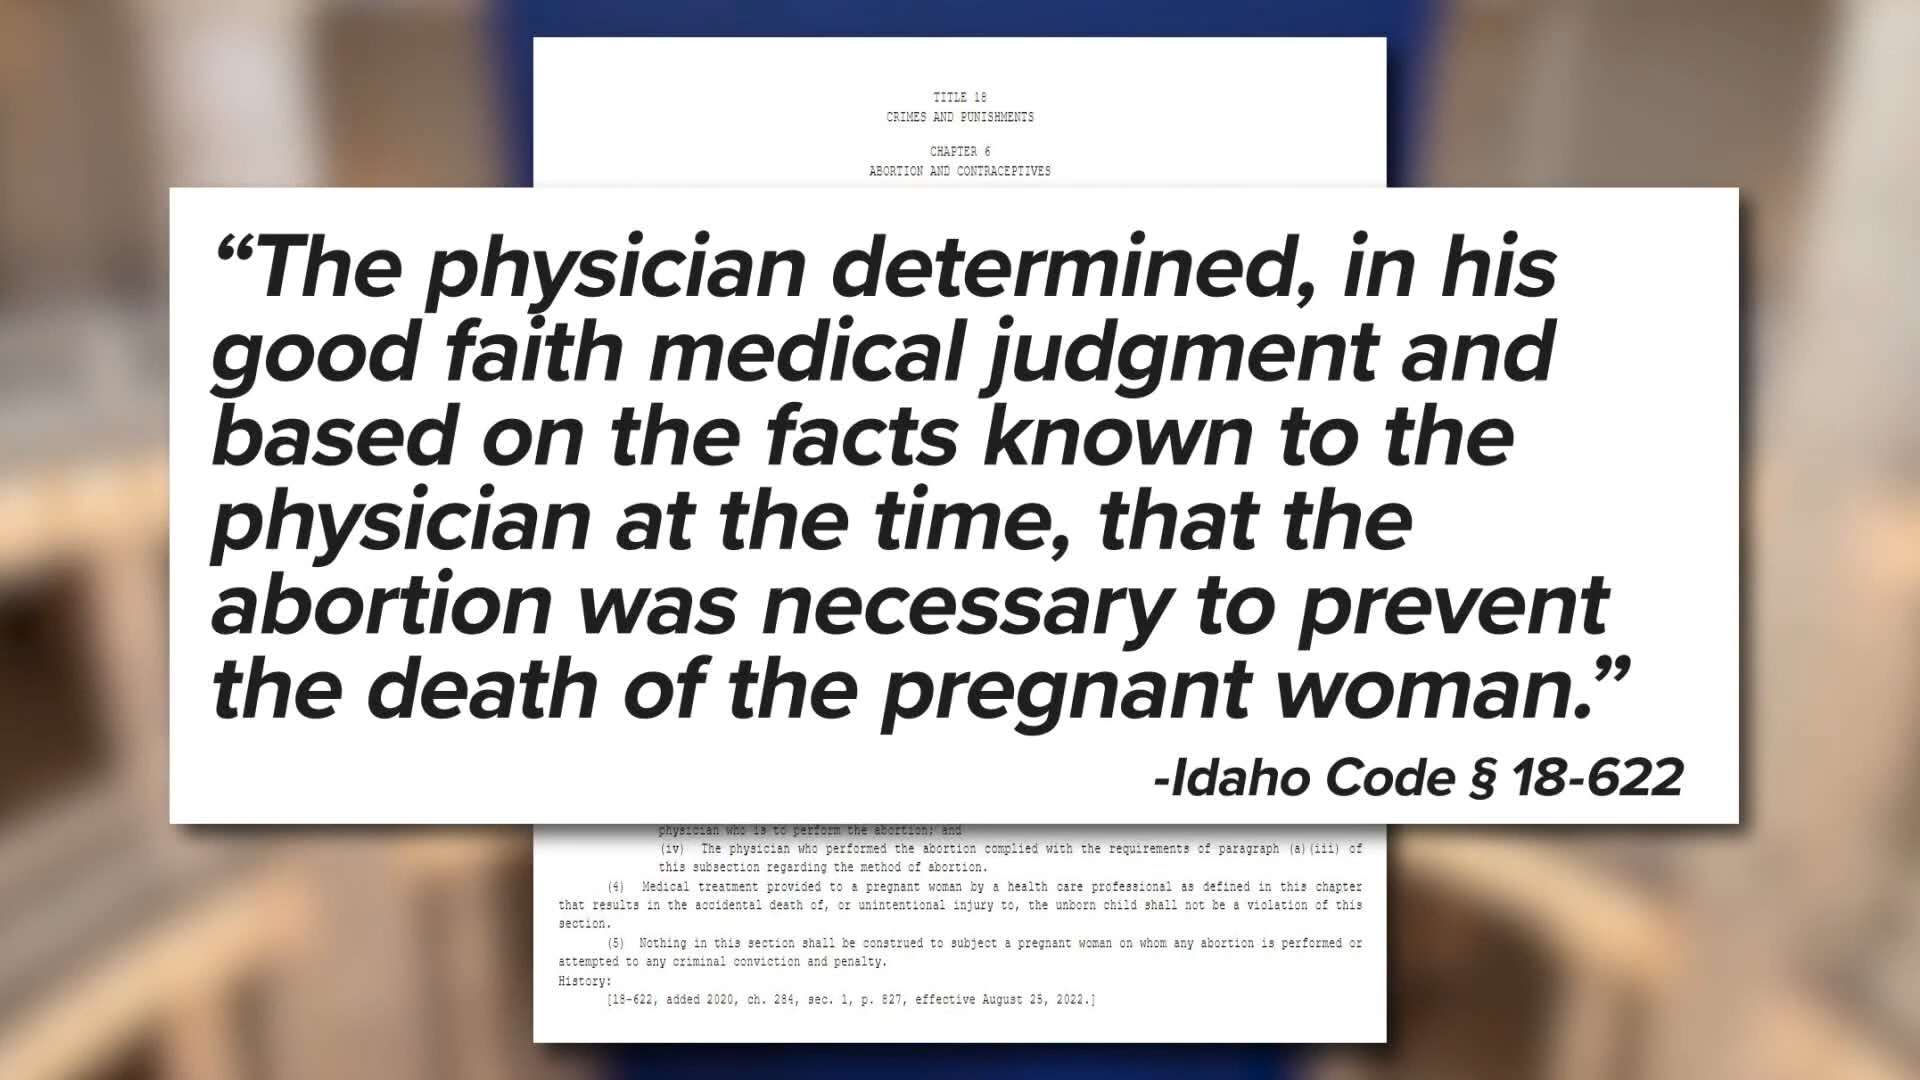 TITLE 18
CRIMES AND PUNISHMENTS
CHAPTER 6
ABORTION AND CONTRACEPTIVES
“The physician determined, in his
good faith medical judgment and
based on the facts known to the
physician at the time, that the
abortion was necessary to prevent
the death of the pregnant woman.”
-Idaho Code § 18-622
physician who is to perform the abortion; and
(iv) The physician who performed the abortion complied with the requirements of paragraph (a)(iii) of
this subsection regarding the method of abortion.
(4) Medical treatment provided to a pregnant woman by a health care professional as defined in this chapter
that results in the accidental death of, or unintentional injury to, the unborn child shall not be a violation of this
section.
(5) Nothing in this section shall be construed to subject a pregnant woman on whom any abortion is performed or
attempted to any criminal conviction and penalty.
History:
[18-622, added 2020, ch. 284, sec. 1, p. 827, effective August 25, 2022.]